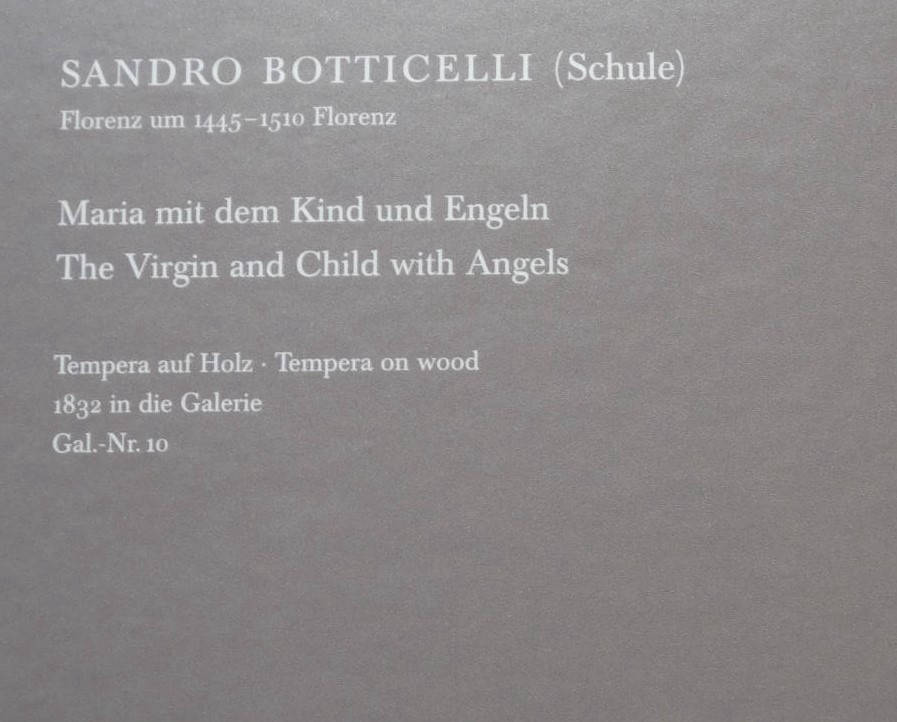 SANDRO BOTTICELLI (Schule)
Florenz um 1445–1510 Florenz
Maria mit dem Kind und Engeln
The Virgin and Child with Angels
Tempera auf Holz · Tempera on wood
1832 in die Galerie
Gal.-Nr. 10